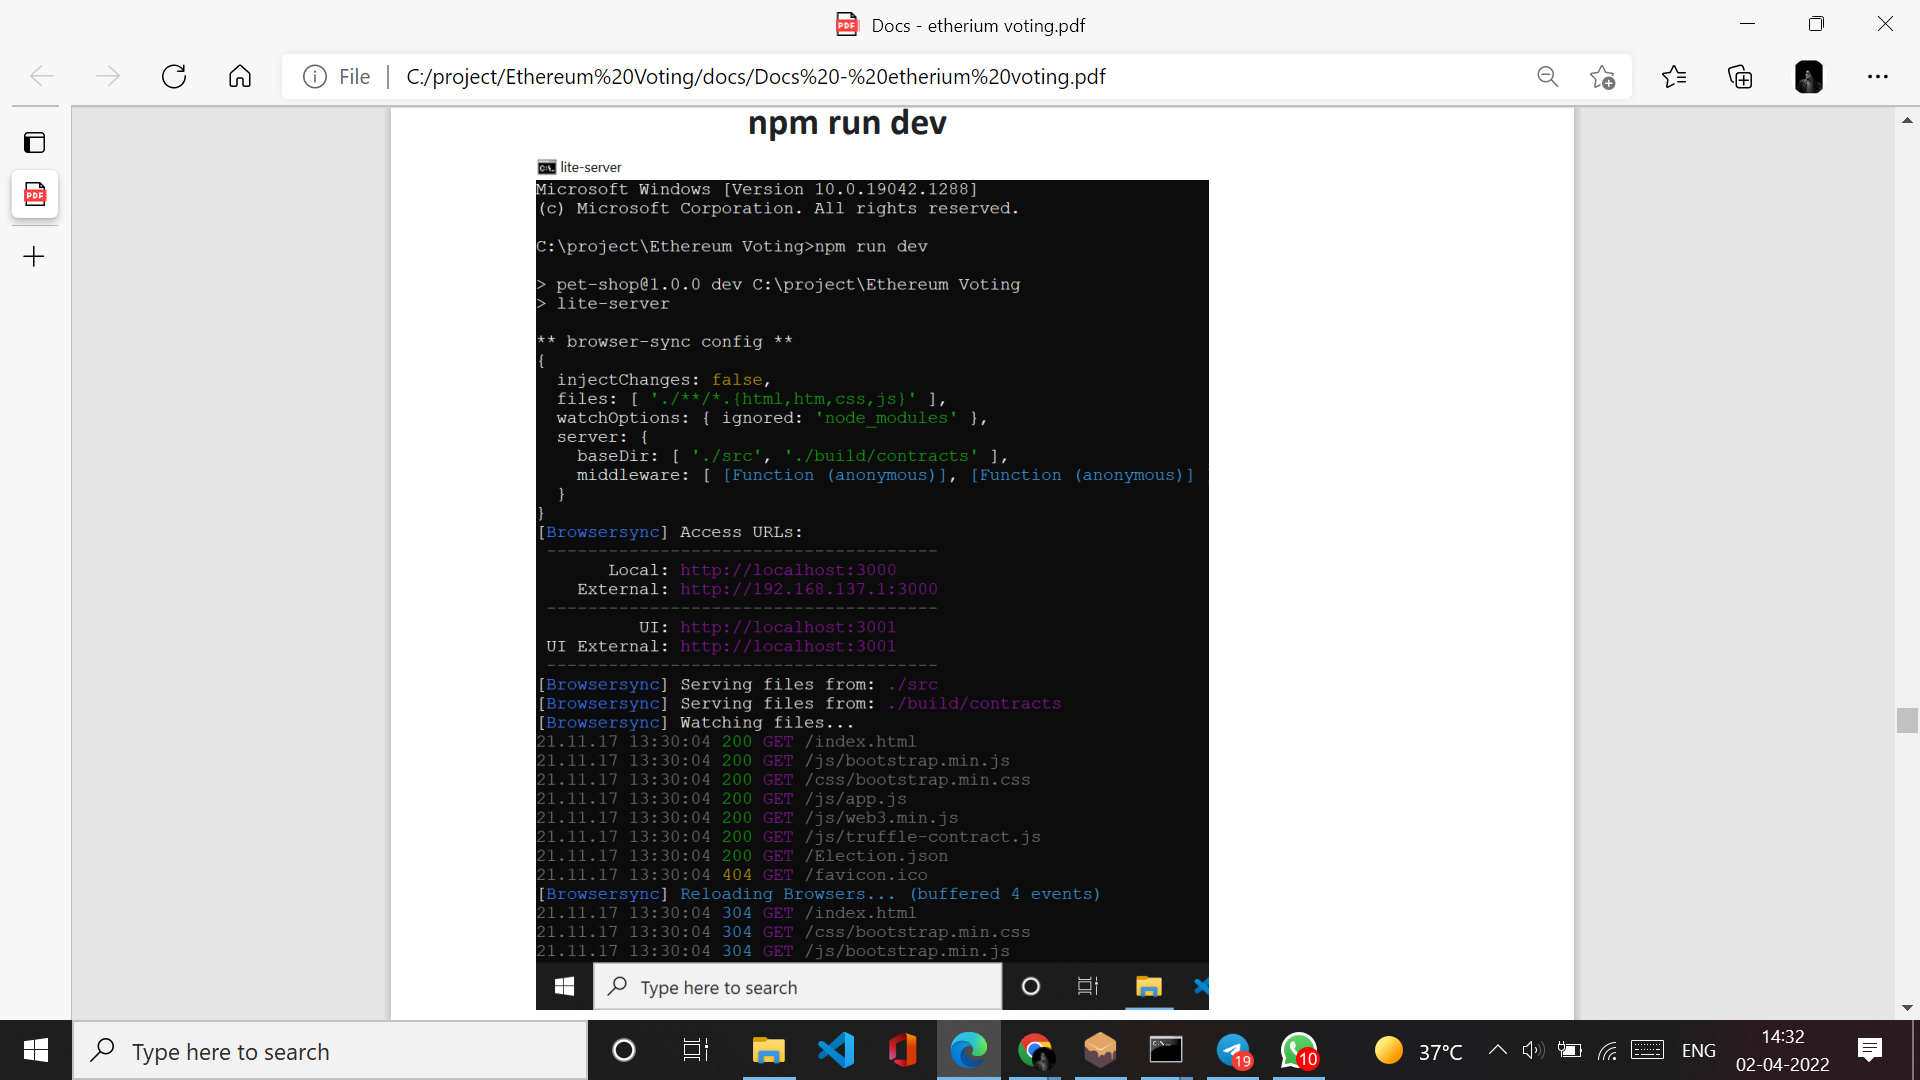 Docs - etherium voting.pdf
File
C:/project/Ethereum%20Voting/docs/Docs%20-%20etherium%20voting.pdf
npm run dev
lite-server
Microsoft Windows [Version 10.0.19042.1288]
(c) Microsoft Corporation. All rights reserved.
C:\project\Ethereum Voting>npm run dev
> pet-shop@1.0.0 dev C:\project\Ethereum Voting
> lite-server
** browser-sync config **
{
injectChanges: false,
files: [ './**/*.{html,htm,css,js}' ],
watchOptions: { ignored: 'node_modules' },
server: {
baseDir: [ './src', './build/contracts' ],
middleware: [ [Function (anonymous)], [Function (anonymous)]
}
}
[Browsersync] Access URLs:
--------------------------------------
Local: http://localhost:3000
External: http://192.168.137.1:3000
--------------------------------------
UI: http://localhost:3001
UI External: http://localhost:3001
--------------------------------------
[Browsersync] Serving files from: ./src
[Browsersync] Serving files from: ./build/contracts
[Browsersync] Watching files...
21.11.17 13:30:04 200 GET /index.html
21.11.17 13:30:04 200 GET /js/bootstrap.min.js
21.11.17 13:30:04 200 GET /css/bootstrap.min.css
21.11.17 13:30:04 200 GET /js/app.js
21.11.17 13:30:04 200 GET /js/web3.min.js
21.11.17 13:30:04 200 GET /js/truffle-contract.js
21.11.17 13:30:04 200 GET /Election.json
21.11.17 13:30:04 404 GET /favicon.ico
[Browsersync] Reloading Browsers... (buffered 4 events)
21.11.17 13:30:04 304 GET /index.html
21.11.17 13:30:04 304 GET /css/bootstrap.min.css
21.11.17 13:30:04 304 GET /js/bootstrap.min.js
Type here to search
Type here to search
19
10
37°C
ENG
14:32
02-04-2022